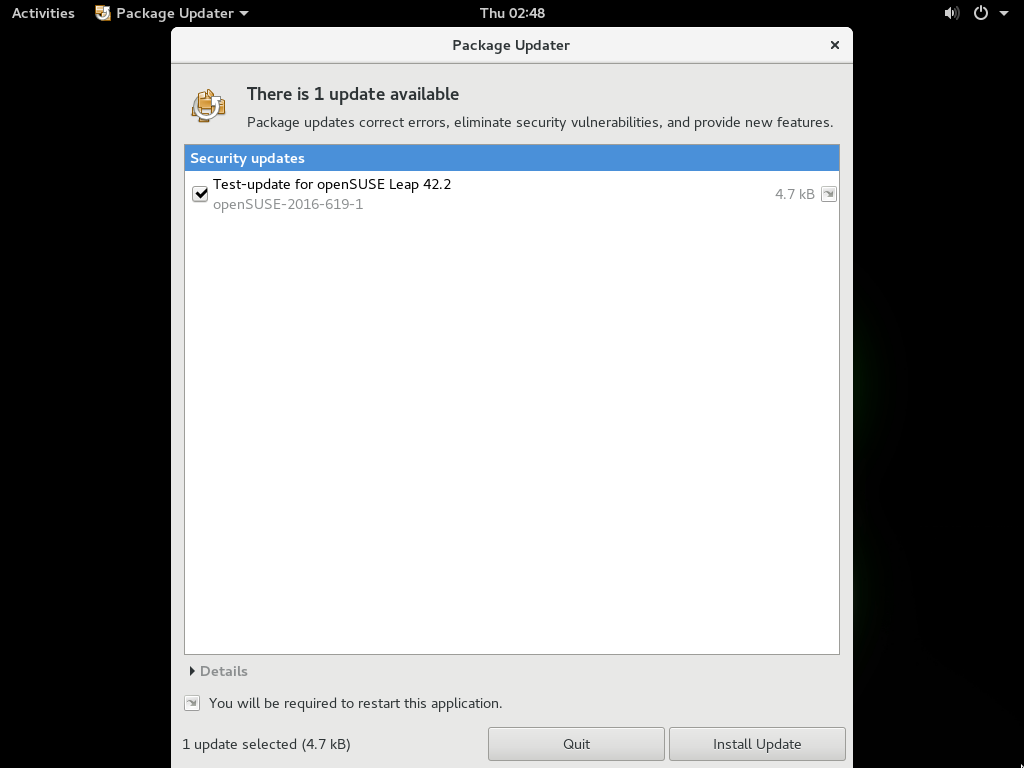 Activities Package Updater Thu 02:48
Package Updater
There is 1 update available
Package updates correct errors, eliminate security vulnerabilities, and provide new features.
Security updates
Test-update for openSUSE Leap 42.2
openSUSE-2016-619-1
4.7 kB
Details
You will be required to restart this application.
1 update selected (4.7 kB) Quit Install Update